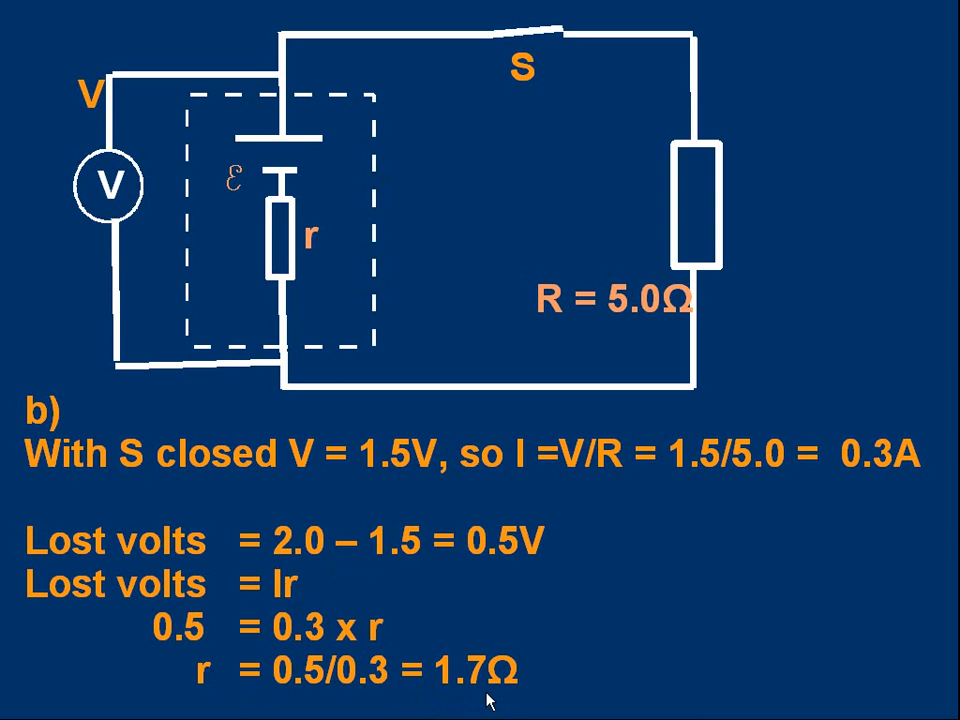 S
V
V
ℰ
r
R = 5.0Ω
b)
With S closed V = 1.5V, so I =V/R = 1.5/5.0 = 0.3A
Lost volts = 2.0 – 1.5 = 0.5V
Lost volts = Ir
0.5 = 0.3 x r
r = 0.5/0.3 = 1.7Ω